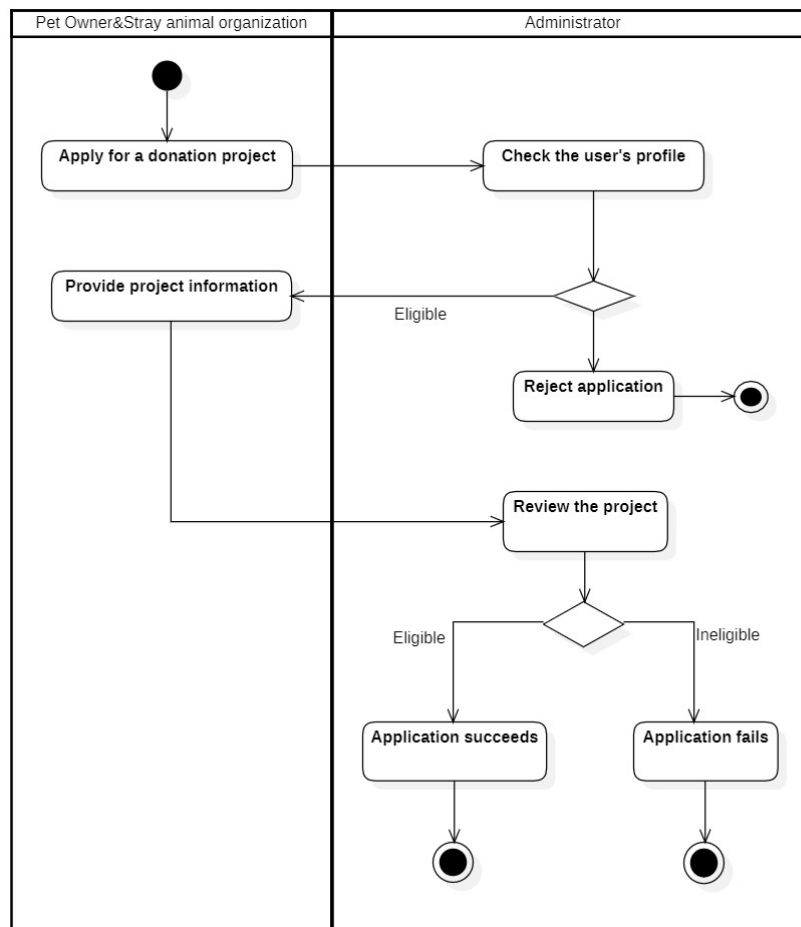 Pet Owner&Stray animal organization
Administrator
Apply for a donation project
Check the user's profile
Provide project information
Eligible
Reject application
Review the project
Eligible
Ineligible
Application succeeds
Application fails